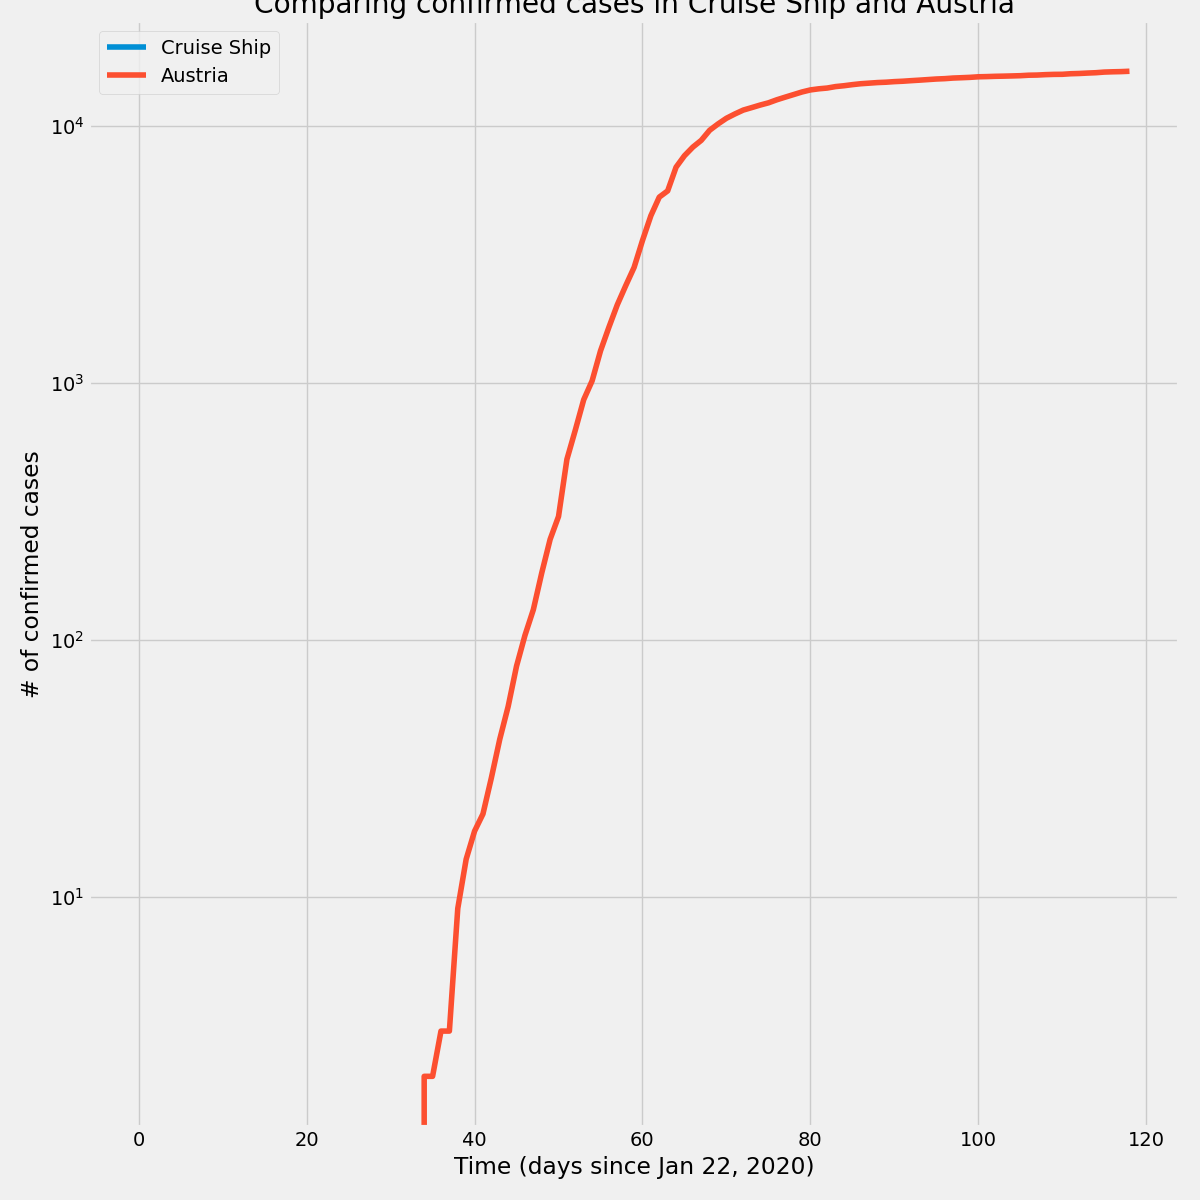 Comparing confirmed cases in Cruise Ship and Austria
Cruise Ship
Austria
10^4
10^3
10^2
10^1
# of confirmed cases
0 20 40 60 80 100 120
Time (days since Jan 22, 2020)